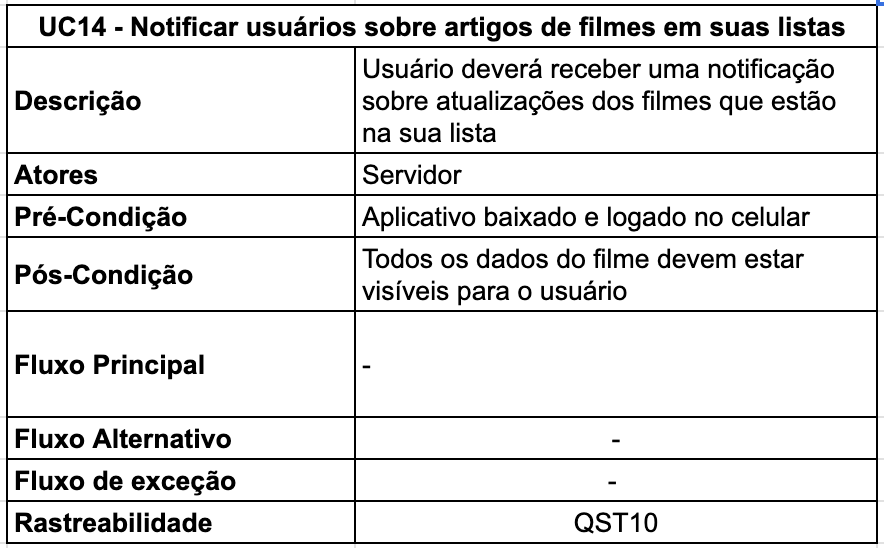 UC14 - Notificar usuários sobre artigos de filmes em suas listas
Descrição
Usuário deverá receber uma notificação
sobre atualizações dos filmes que estão
na sua lista
Atores
Servidor
Pré-Condição
Aplicativo baixado e logado no celular
Pós-Condição
Todos os dados do filme devem estar
visíveis para o usuário
Fluxo Principal
-
Fluxo Alternativo
-
Fluxo de exceção
-
Rastreabilidade
QST10